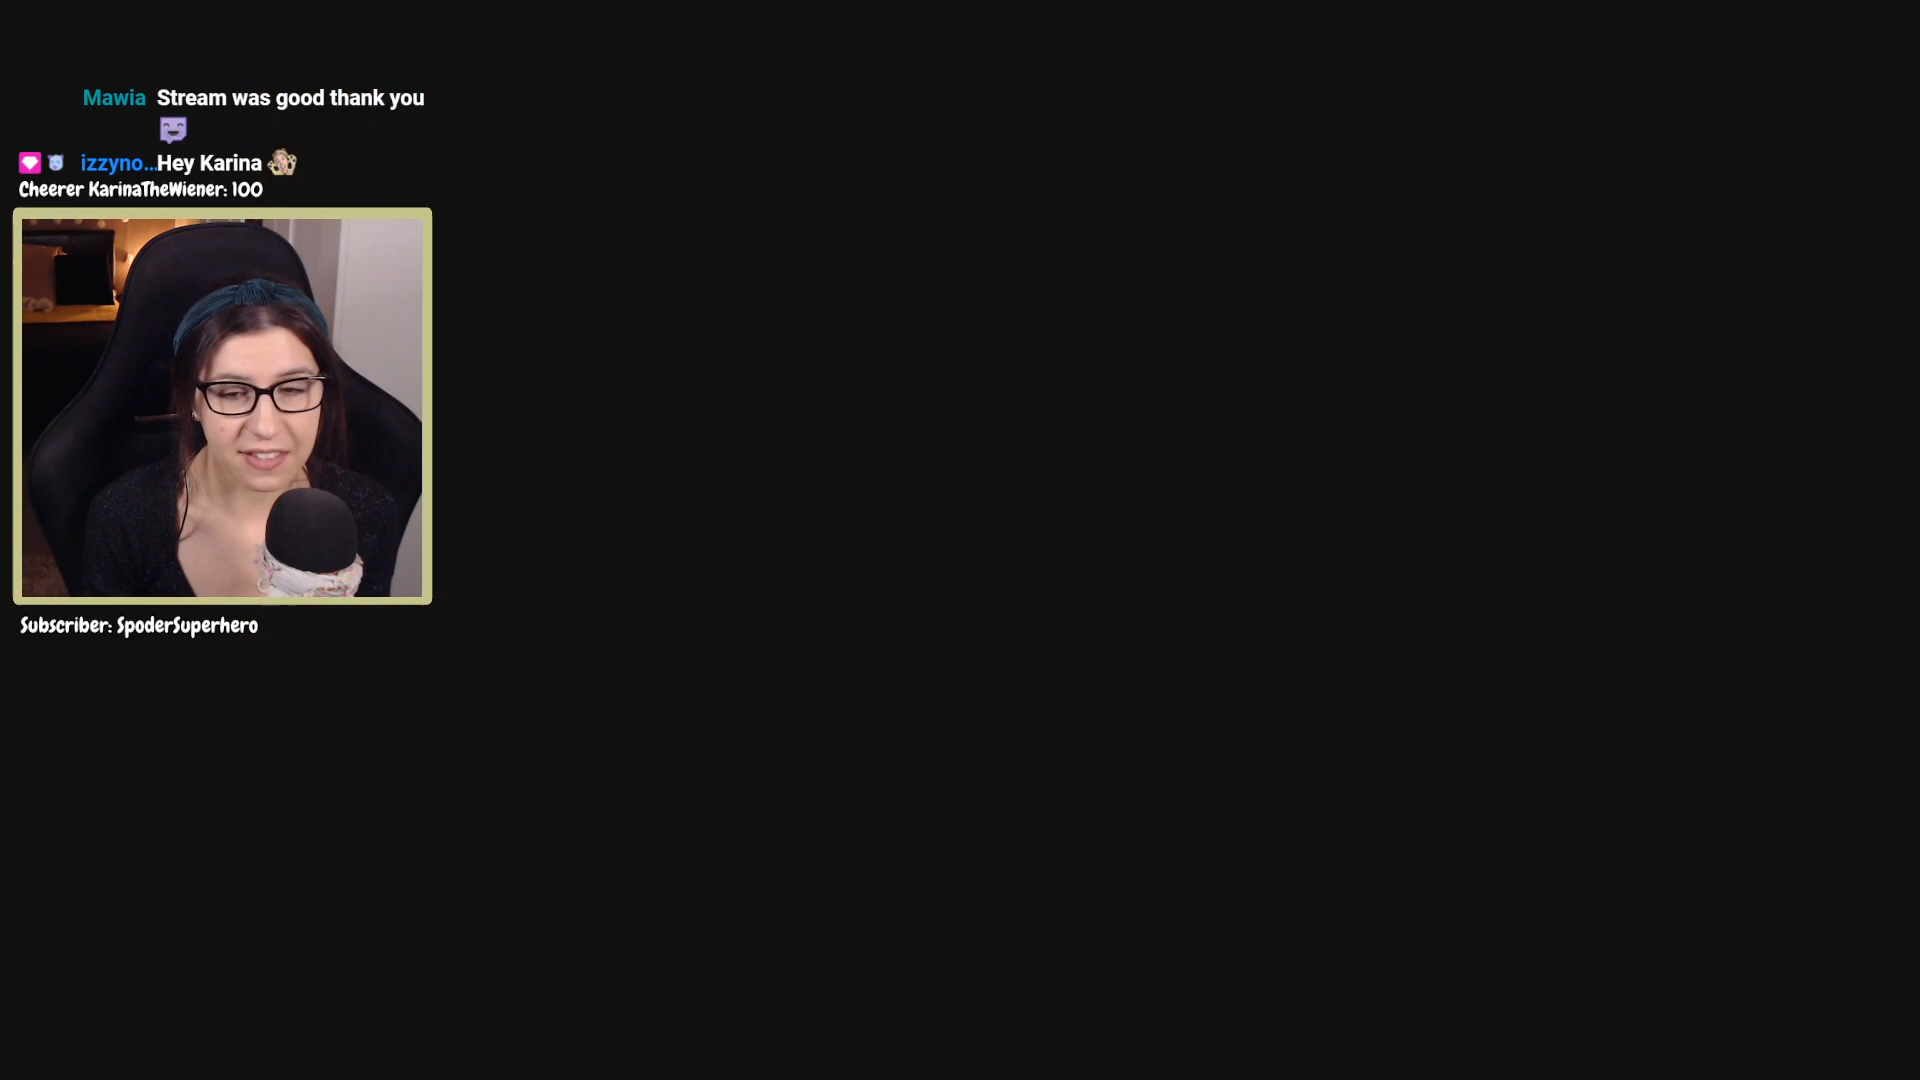 Mawia Stream was good thank you
izzyno...Hey Karina
Cheerer KarinaTheWiener: 100
Subscriber: SpoderSuperhero